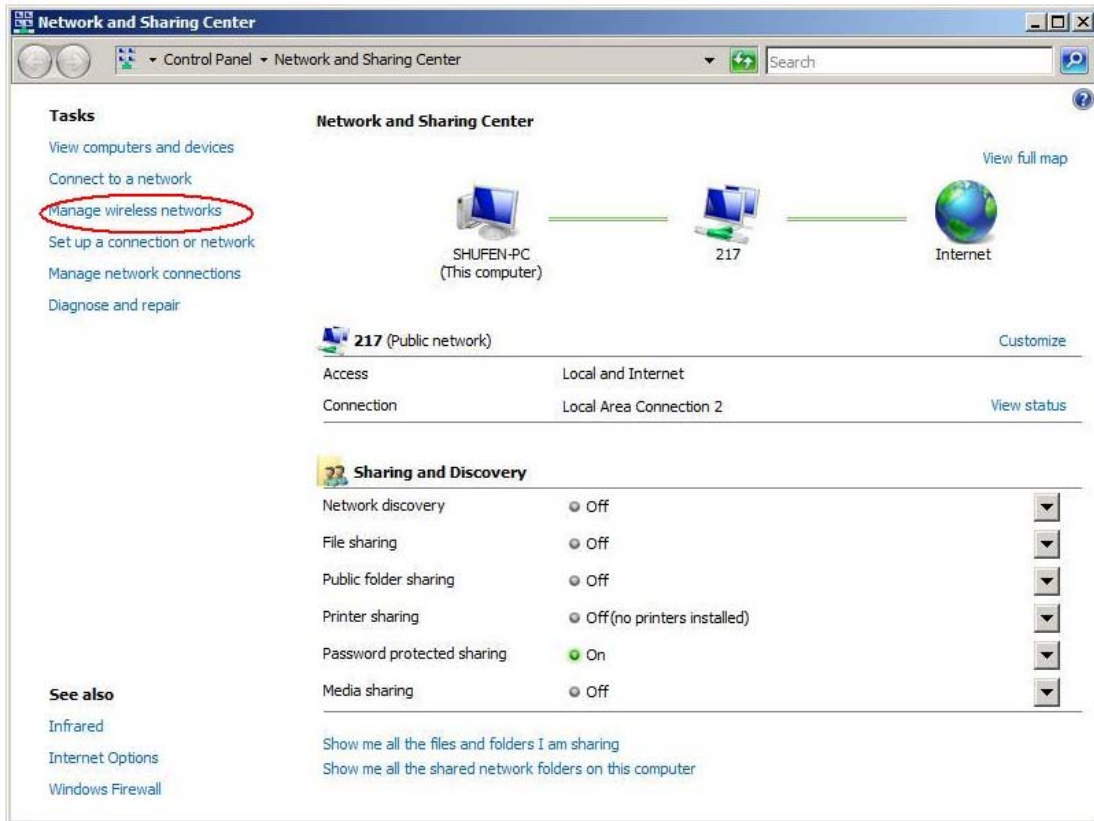 Network and Sharing Center
Control Panel Network and Sharing Center Search
Tasks
View computers and devices
Connect to a network
Manage wireless networks
Set up a connection or network
Manage network connections
Diagnose and repair
See also
Infrared
Internet Options
Windows Firewall
Network and Sharing Center
View full map
SHUFEN-PC
(This computer)
217
Internet
217 (Public network) Customize
Access Local and Internet
Connection Local Area Connection 2 View status
Sharing and Discovery
Network discovery Off
File sharing Off
Public folder sharing Off
Printer sharing Off(no printers installed)
Password protected sharing On
Media sharing Off
Show me all the files and folders I am sharing
Show me all the shared network folders on this computer